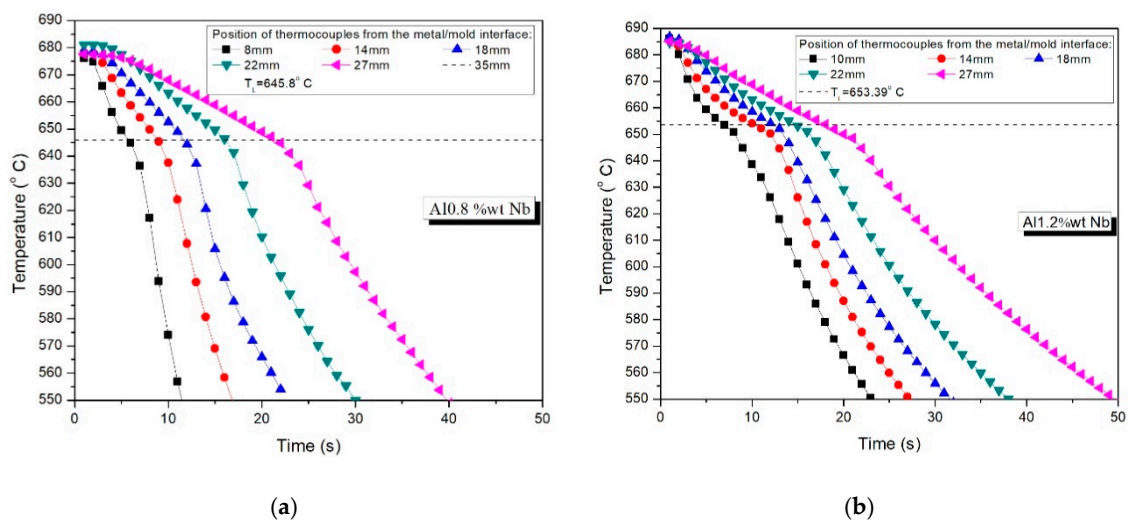 (a)
Position of thermocouples from the metal/mold interface:
8mm 14mm 18mm
22mm 27mm 35mm
T_L=645.8° C
Al0.8 %wt Nb
Temperature (° C)
690
680
670
660
650
640
630
620
610
600
590
580
570
560
550
0 10 20 30 40 50
Time (s)
(a)
(b)
Position of thermocouples from the metal/mold interface:
10mm 14mm 18mm
22mm 27mm
T_L=653.39° C
Al1.2%wt Nb
Temperature (° C)
690
680
670
660
650
640
630
620
610
600
590
580
570
560
550
0 10 20 30 40 50
Time (s)
(b)